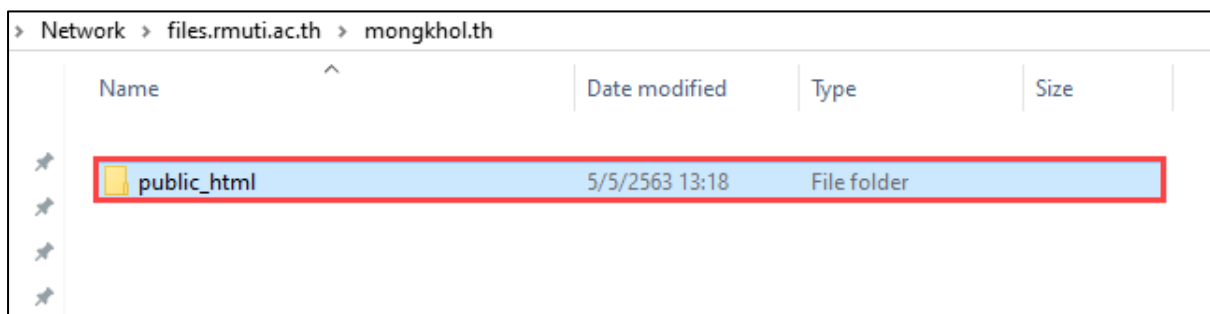 > Network > files.rmuti.ac.th > mongkhol.th
Name Date modified Type Size
public_html 5/5/2563 13:18 File folder